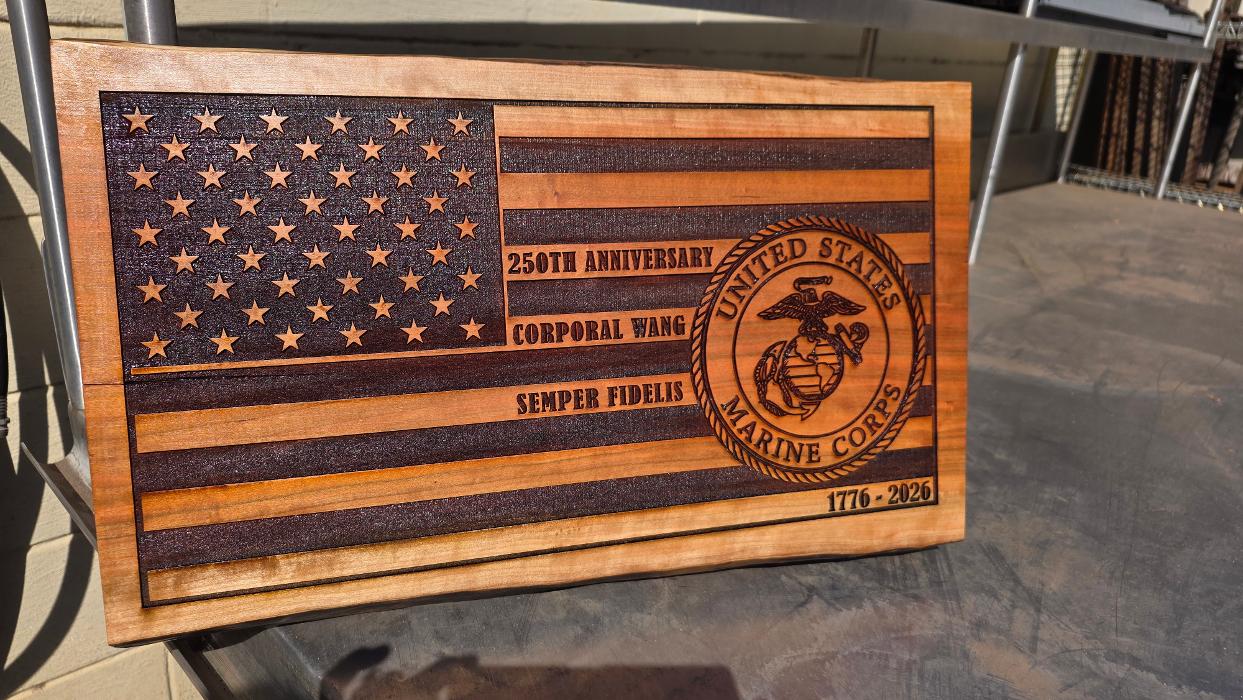 250TH ANNIVERSARY
CORPORAL WANG
SEMPER FIDELIS
UNITED STATES
MARINE CORPS
1776 - 2026